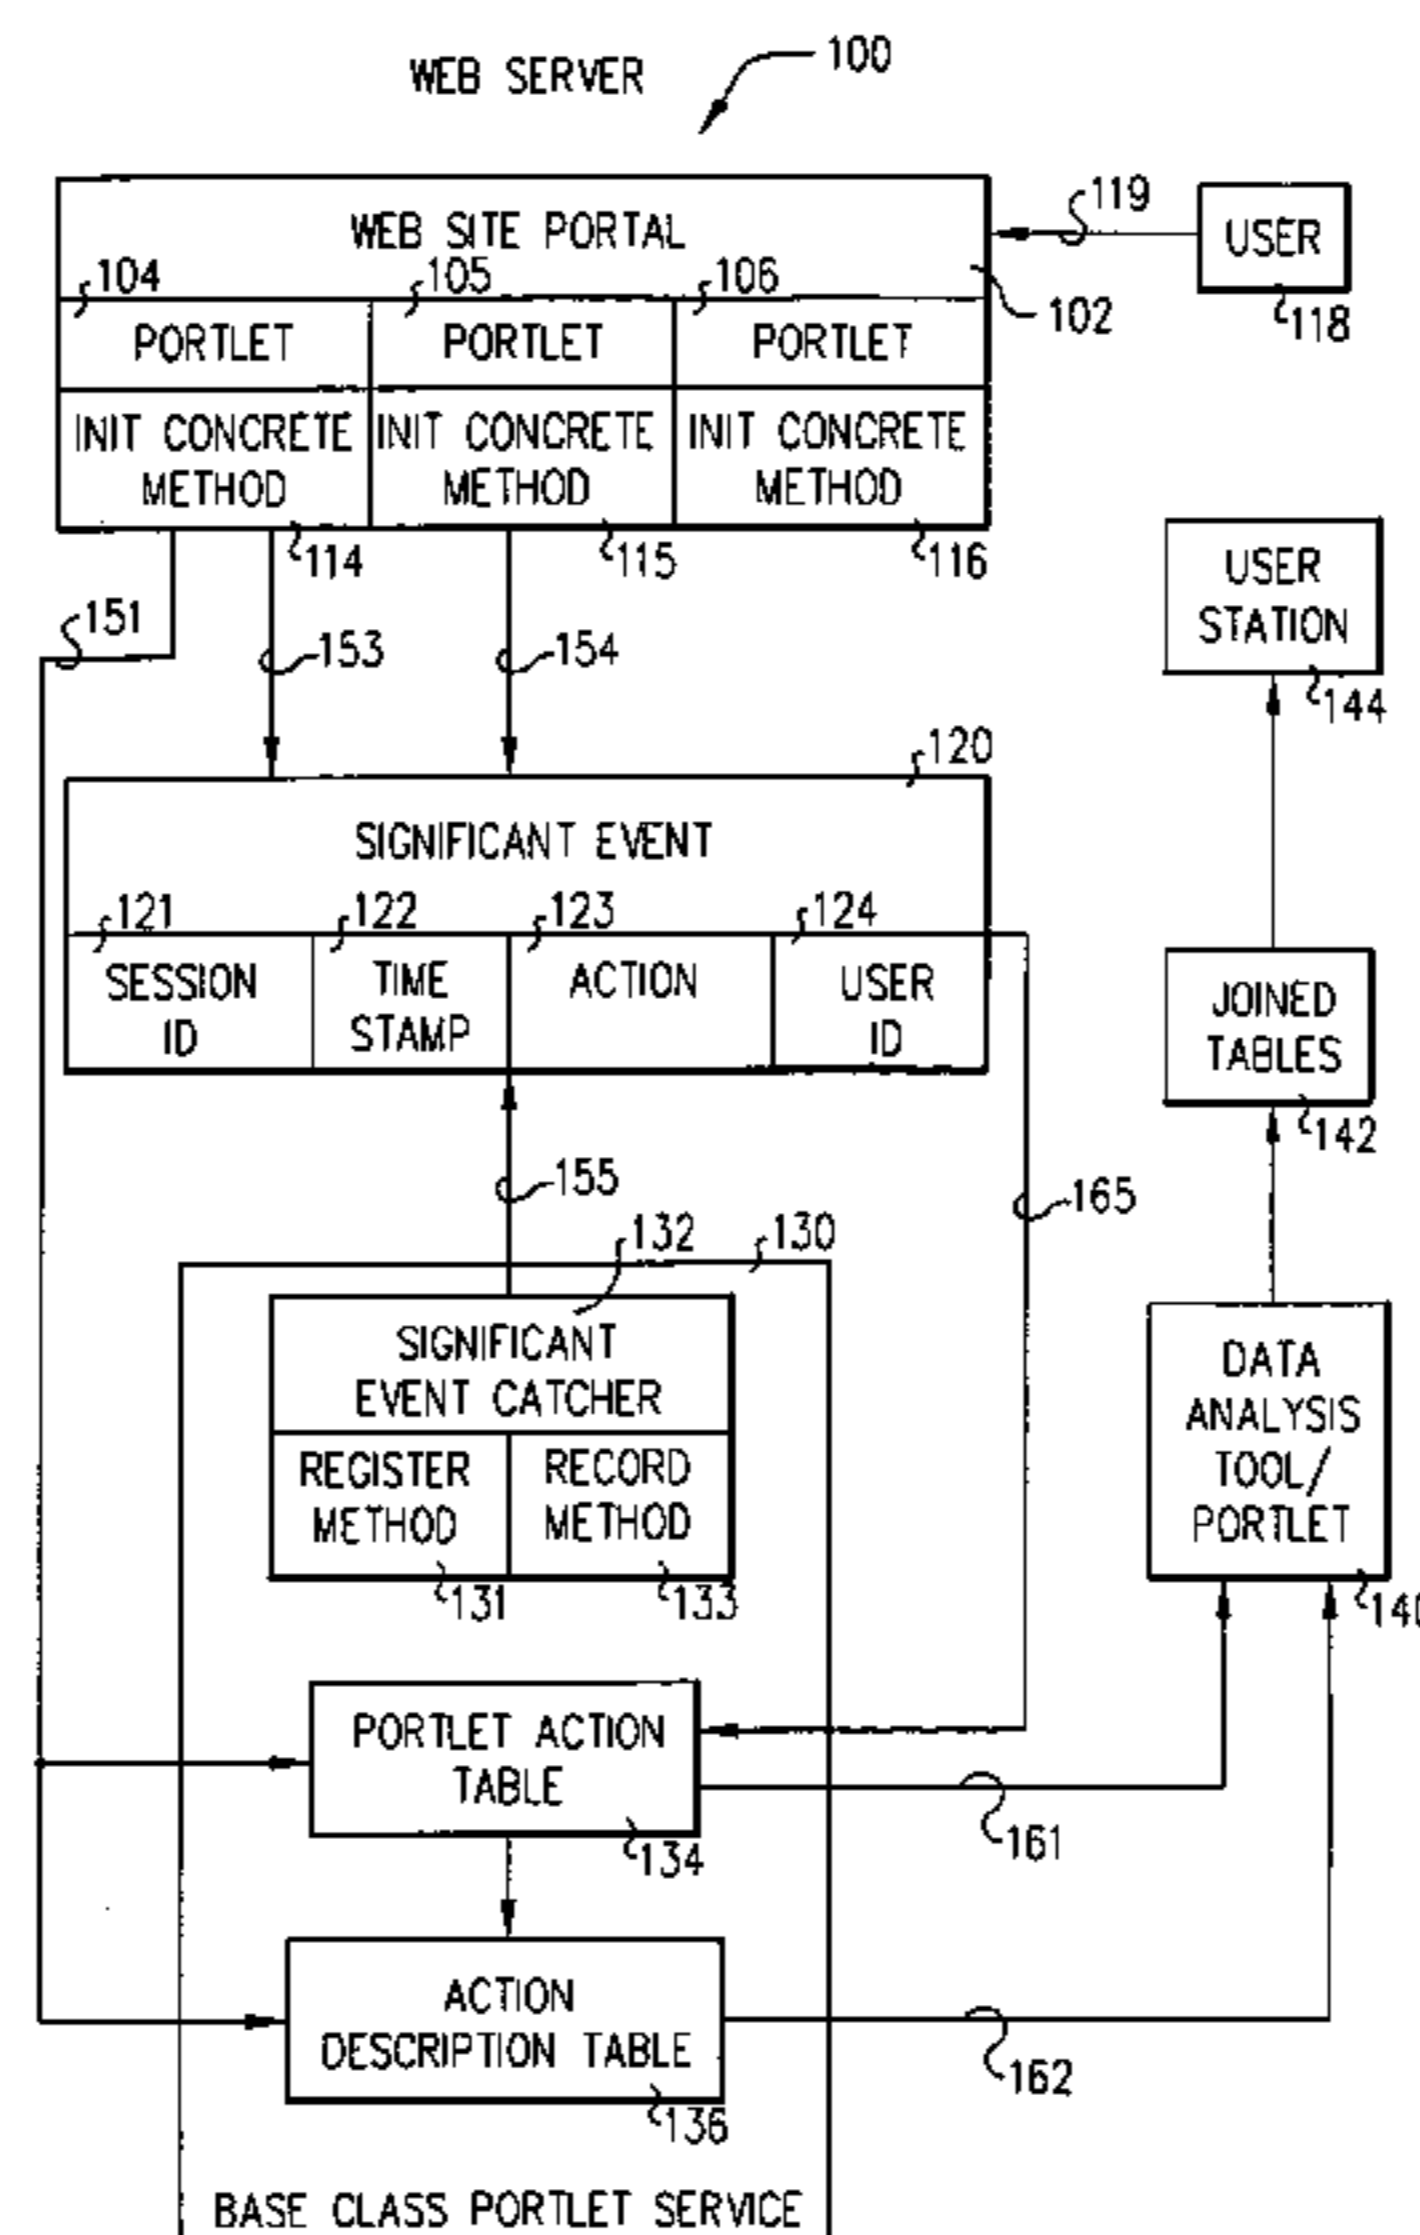 WEB SERVER
100
WEB SITE PORTAL
119
USER
118
104
105
106
102
PORTLET
PORTLET
PORTLET
INIT CONCRETE
METHOD
INIT CONCRETE
METHOD
INIT CONCRETE
METHOD
114
115
116
151
153
154
USER
STATION
144
120
SIGNIFICANT EVENT
121
122
123
124
SESSION
ID
TIME
STAMP
ACTION
USER
ID
JOINED
TABLES
142
155
165
132
130
SIGNIFICANT
EVENT CATCHER
REGISTER
METHOD
RECORD
METHOD
131
133
DATA
ANALYSIS
TOOL/
PORTLET
140
PORTLET ACTION
TABLE
134
161
ACTION
DESCRIPTION TABLE
136
162
BASE CLASS PORTLET SERVICE